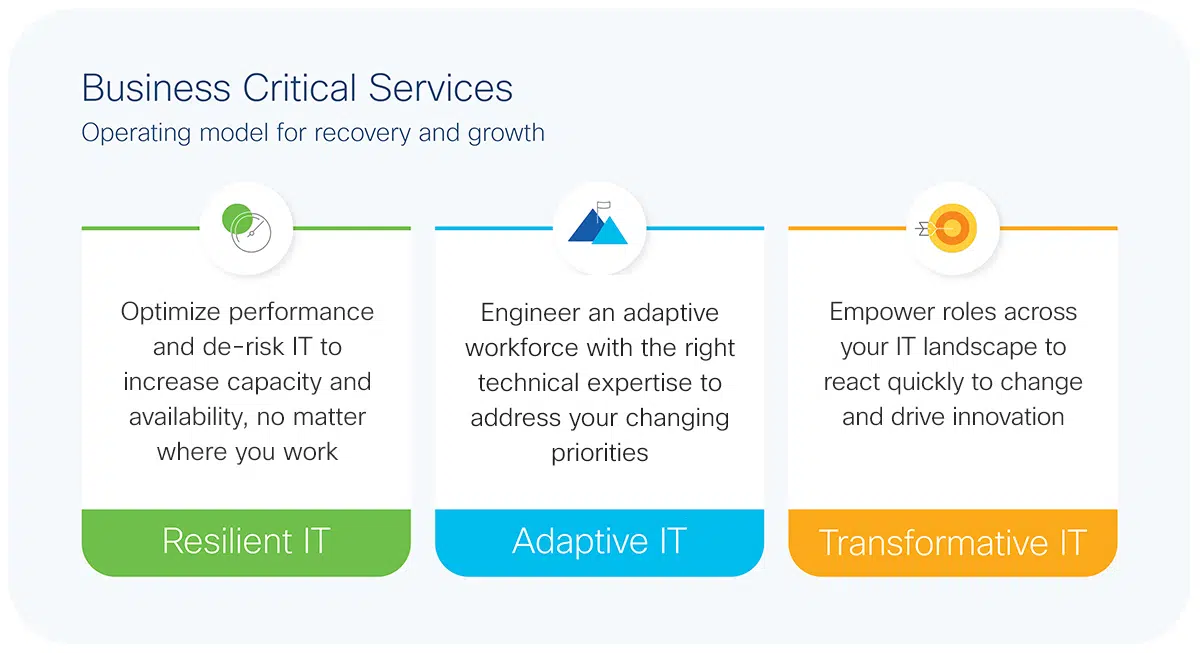 Business Critical Services
Operating model for recovery and growth
Optimize performance
and de-risk IT to
increase capacity and
availability, no matter
where you work
Resilient IT
Engineer an adaptive
workforce with the right
technical expertise to
address your changing
priorities
Adaptive IT
Empower roles across
your IT landscape to
react quickly to change
and drive innovation
Transformative IT